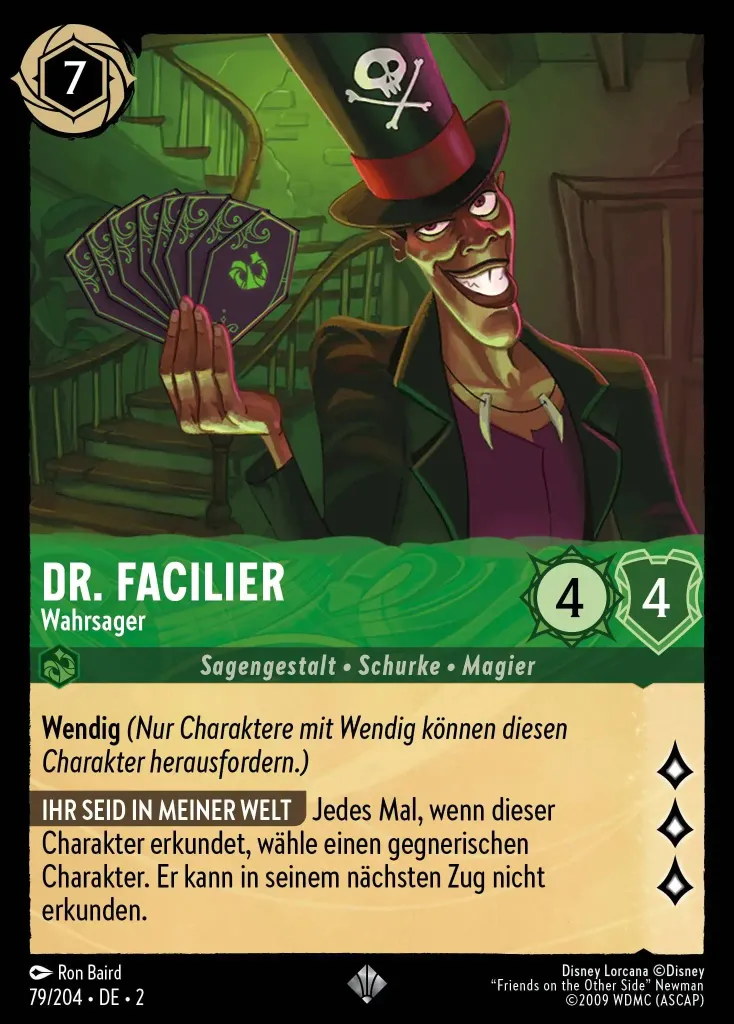 7
DR. FACILIER
Wahrsager
4
4
Sagengestalt • Schurke • Magier
Wendig (Nur Charaktere mit Wendig können diesen
Charakter herausfordern.)
IHR SEID IN MEINER WELT Jedes Mal, wenn dieser
Charakter erkundet, wähle einen gegnerischen
Charakter. Er kann in seinem nächsten Zug nicht
erkunden.
Ron Baird
79/204 • DE • 2
Disney Lorcana ©Disney
“Friends on the Other Side” Newman
©2009 WDMC (ASCAP)